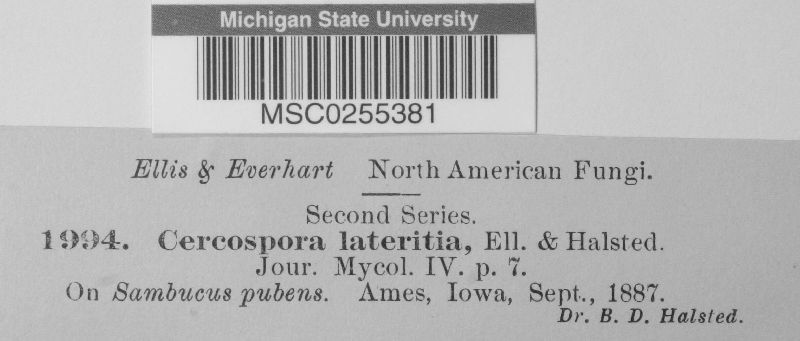 Michigan State University
MSC0255381
Ellis & Everhart North American Fungi.
Second Series.
1994. Cercospora lateritia, Ell. & Halsted.
Jour. Mycol. IV. p. 7.
On Sambucus pubens. Ames, Iowa, Sept., 1887.
Dr. B. D. Halsted.